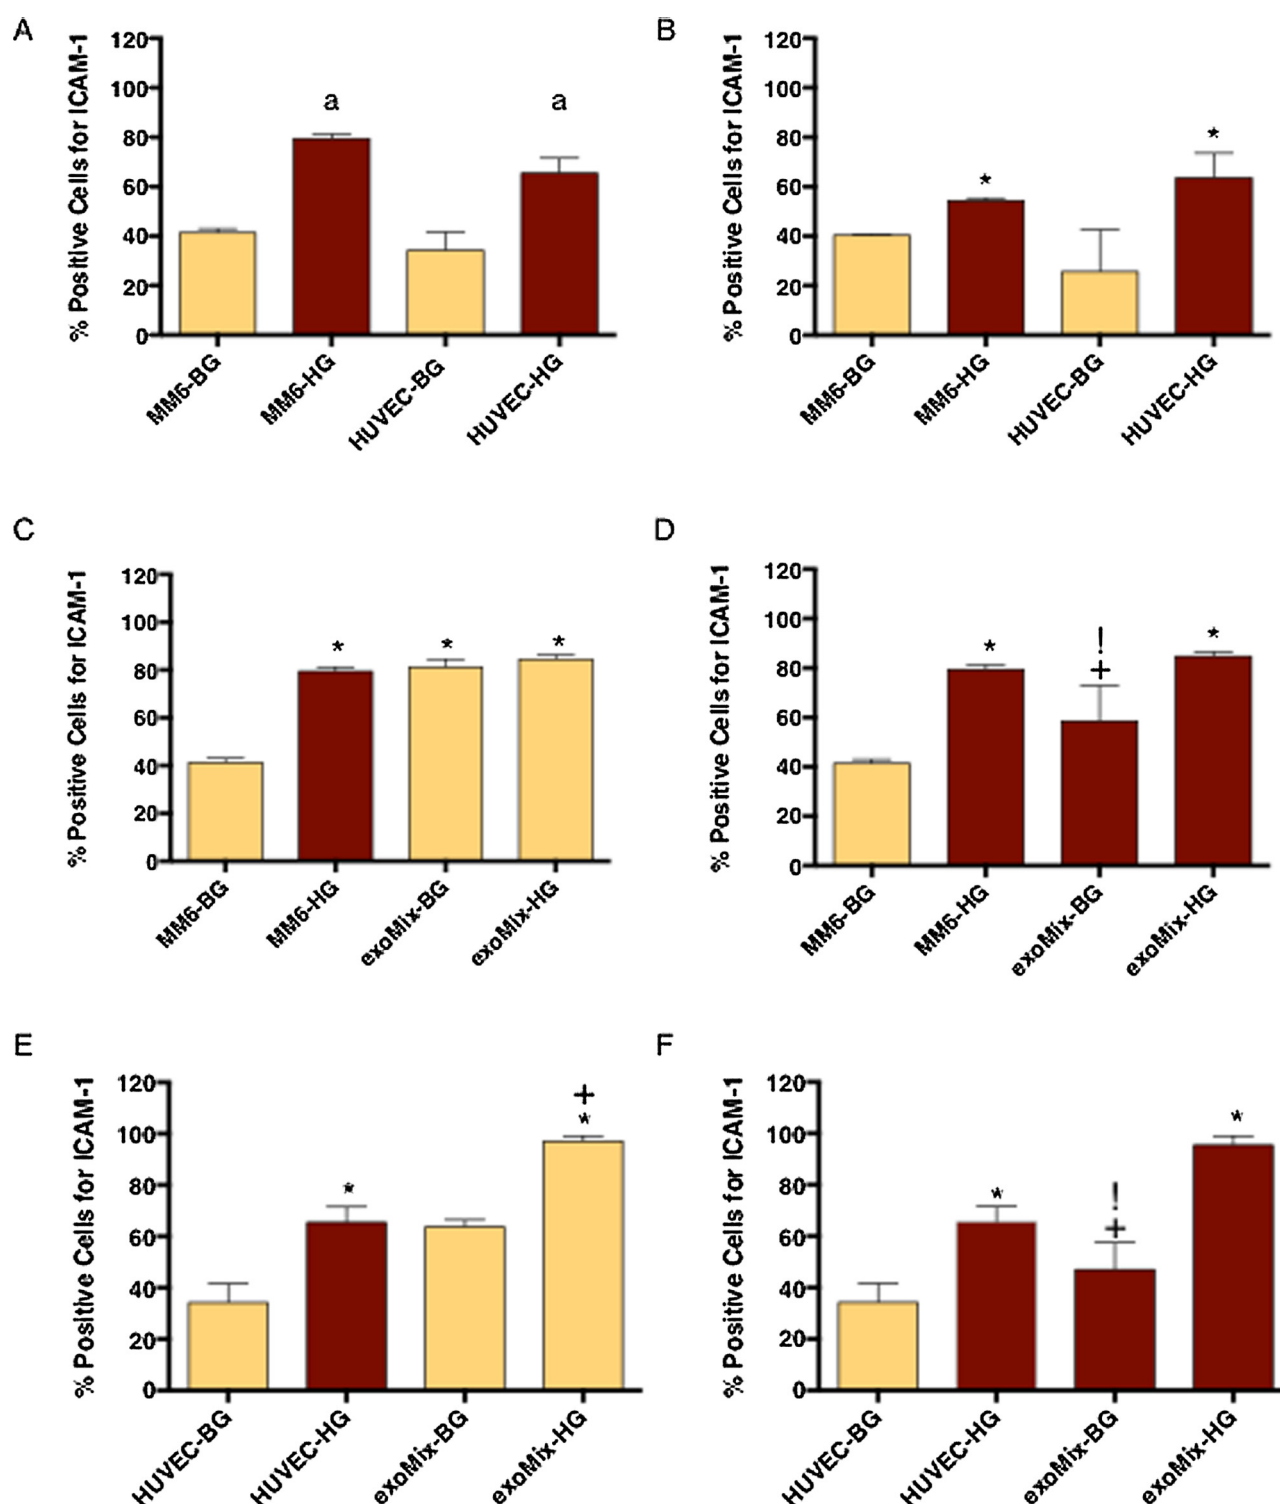 A
% Positive Cells for ICAM-1
120
100
80
60
40
20
0
a
a
MM6-BG
MM6-HG
HUVEC-BG
HUVEC-HG
B
% Positive Cells for ICAM-1
120
100
80
60
40
20
0
*
*
MM6-BG
MM6-HG
HUVEC-BG
HUVEC-HG
C
% Positive Cells for ICAM-1
120
100
80
60
40
20
0
*
*
*
MM6-BG
MM6-HG
exoMix-BG
exoMix-HG
D
% Positive Cells for ICAM-1
120
100
80
60
40
20
0
*
!
+
*
MM6-BG
MM6-HG
exoMix-BG
exoMix-HG
E
% Positive Cells for ICAM-1
120
100
80
60
40
20
0
*
+
*
HUVEC-BG
HUVEC-HG
exoMix-BG
exoMix-HG
F
% Positive Cells for ICAM-1
120
100
80
60
40
20
0
*
!
+
*
HUVEC-BG
HUVEC-HG
exoMix-BG
exoMix-HG